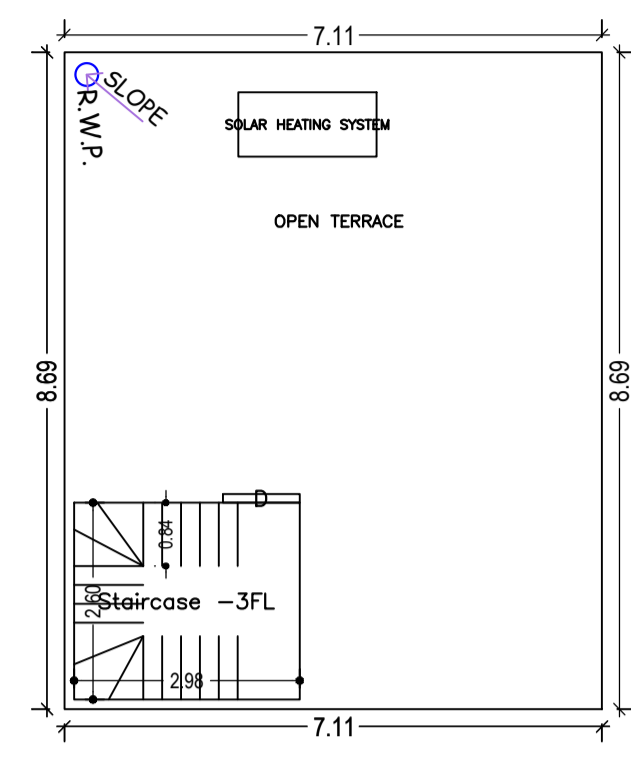 7.11
SLOPE
R.W.P.
SOLAR HEATING SYSTEM
OPEN TERRACE
8.69
8.69
D
0.84
2.60
Staircase -3FL
2.98
7.11